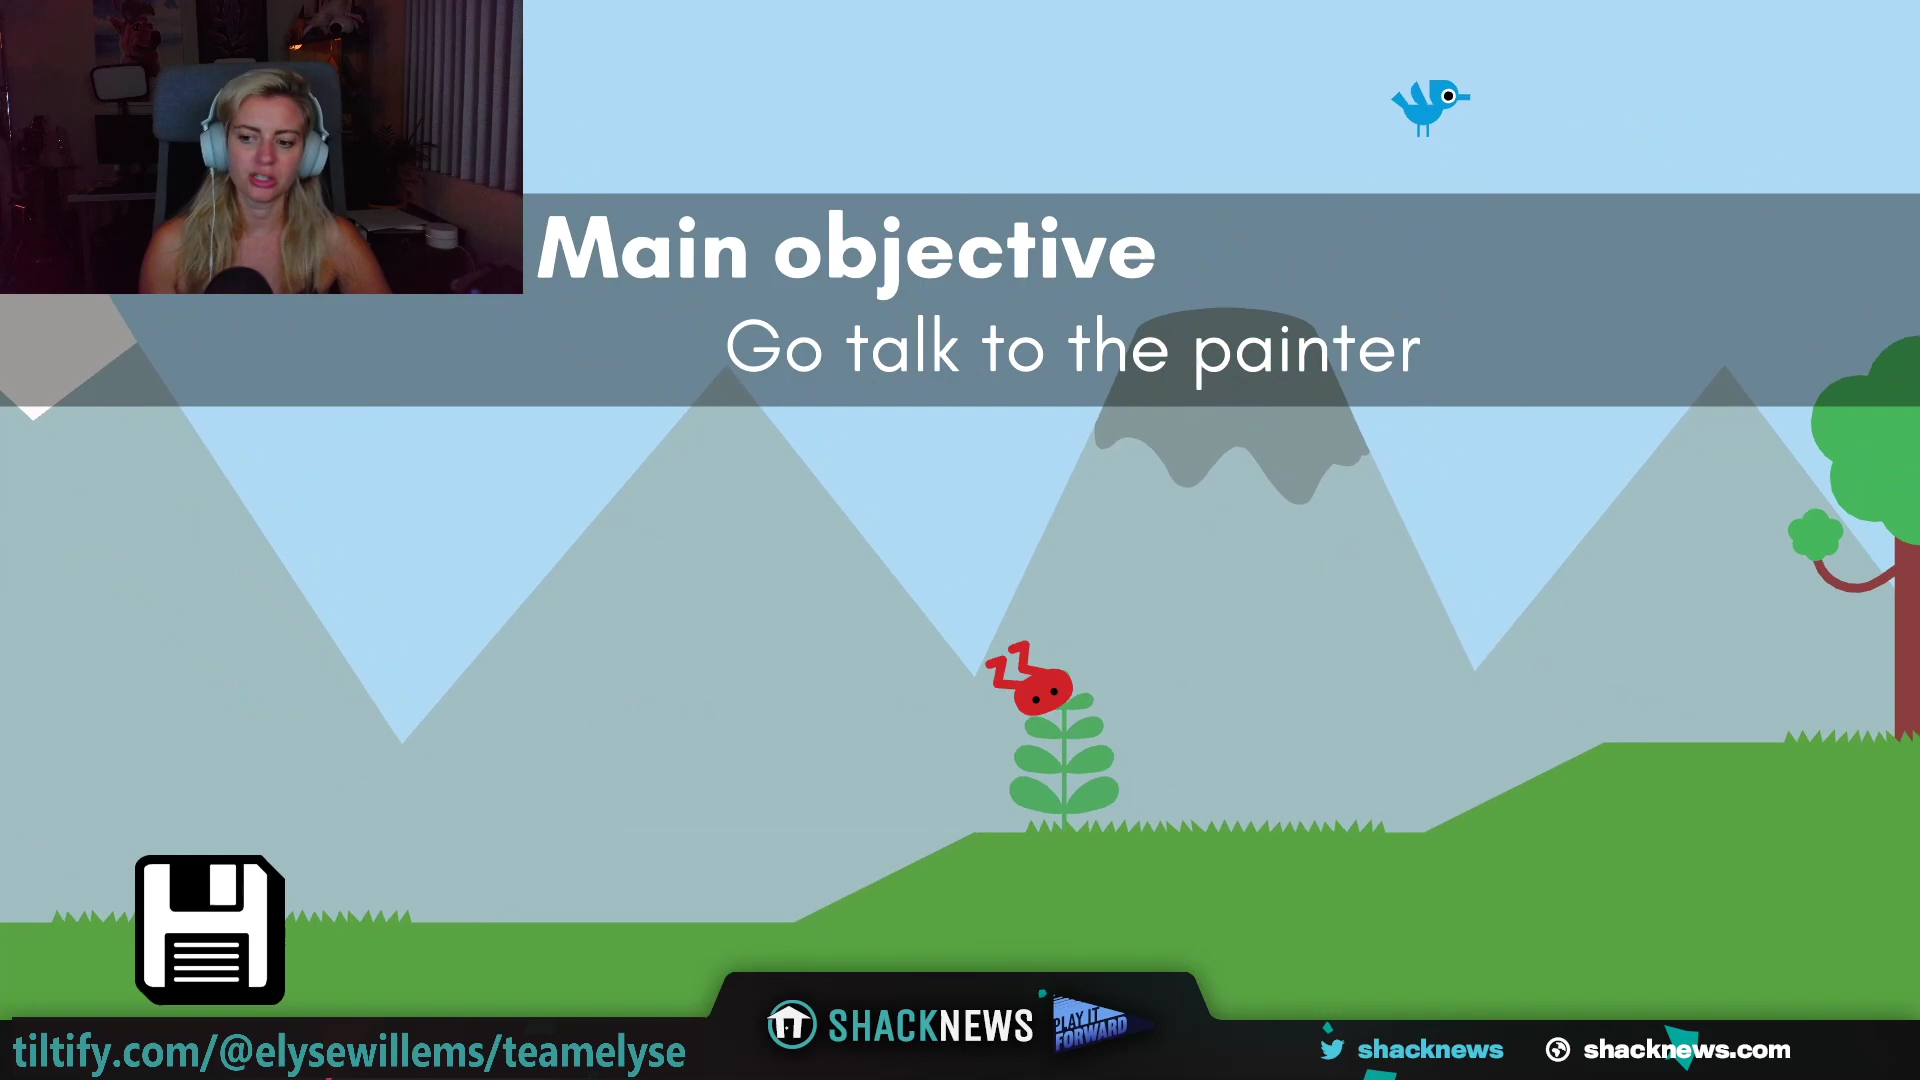 Main objective
Go talk to the painter
tiltify.com/@elysewillems/teamelyse
SHACKNEWS
PLAY IT
FORWARD
shacknews
shacknews.com